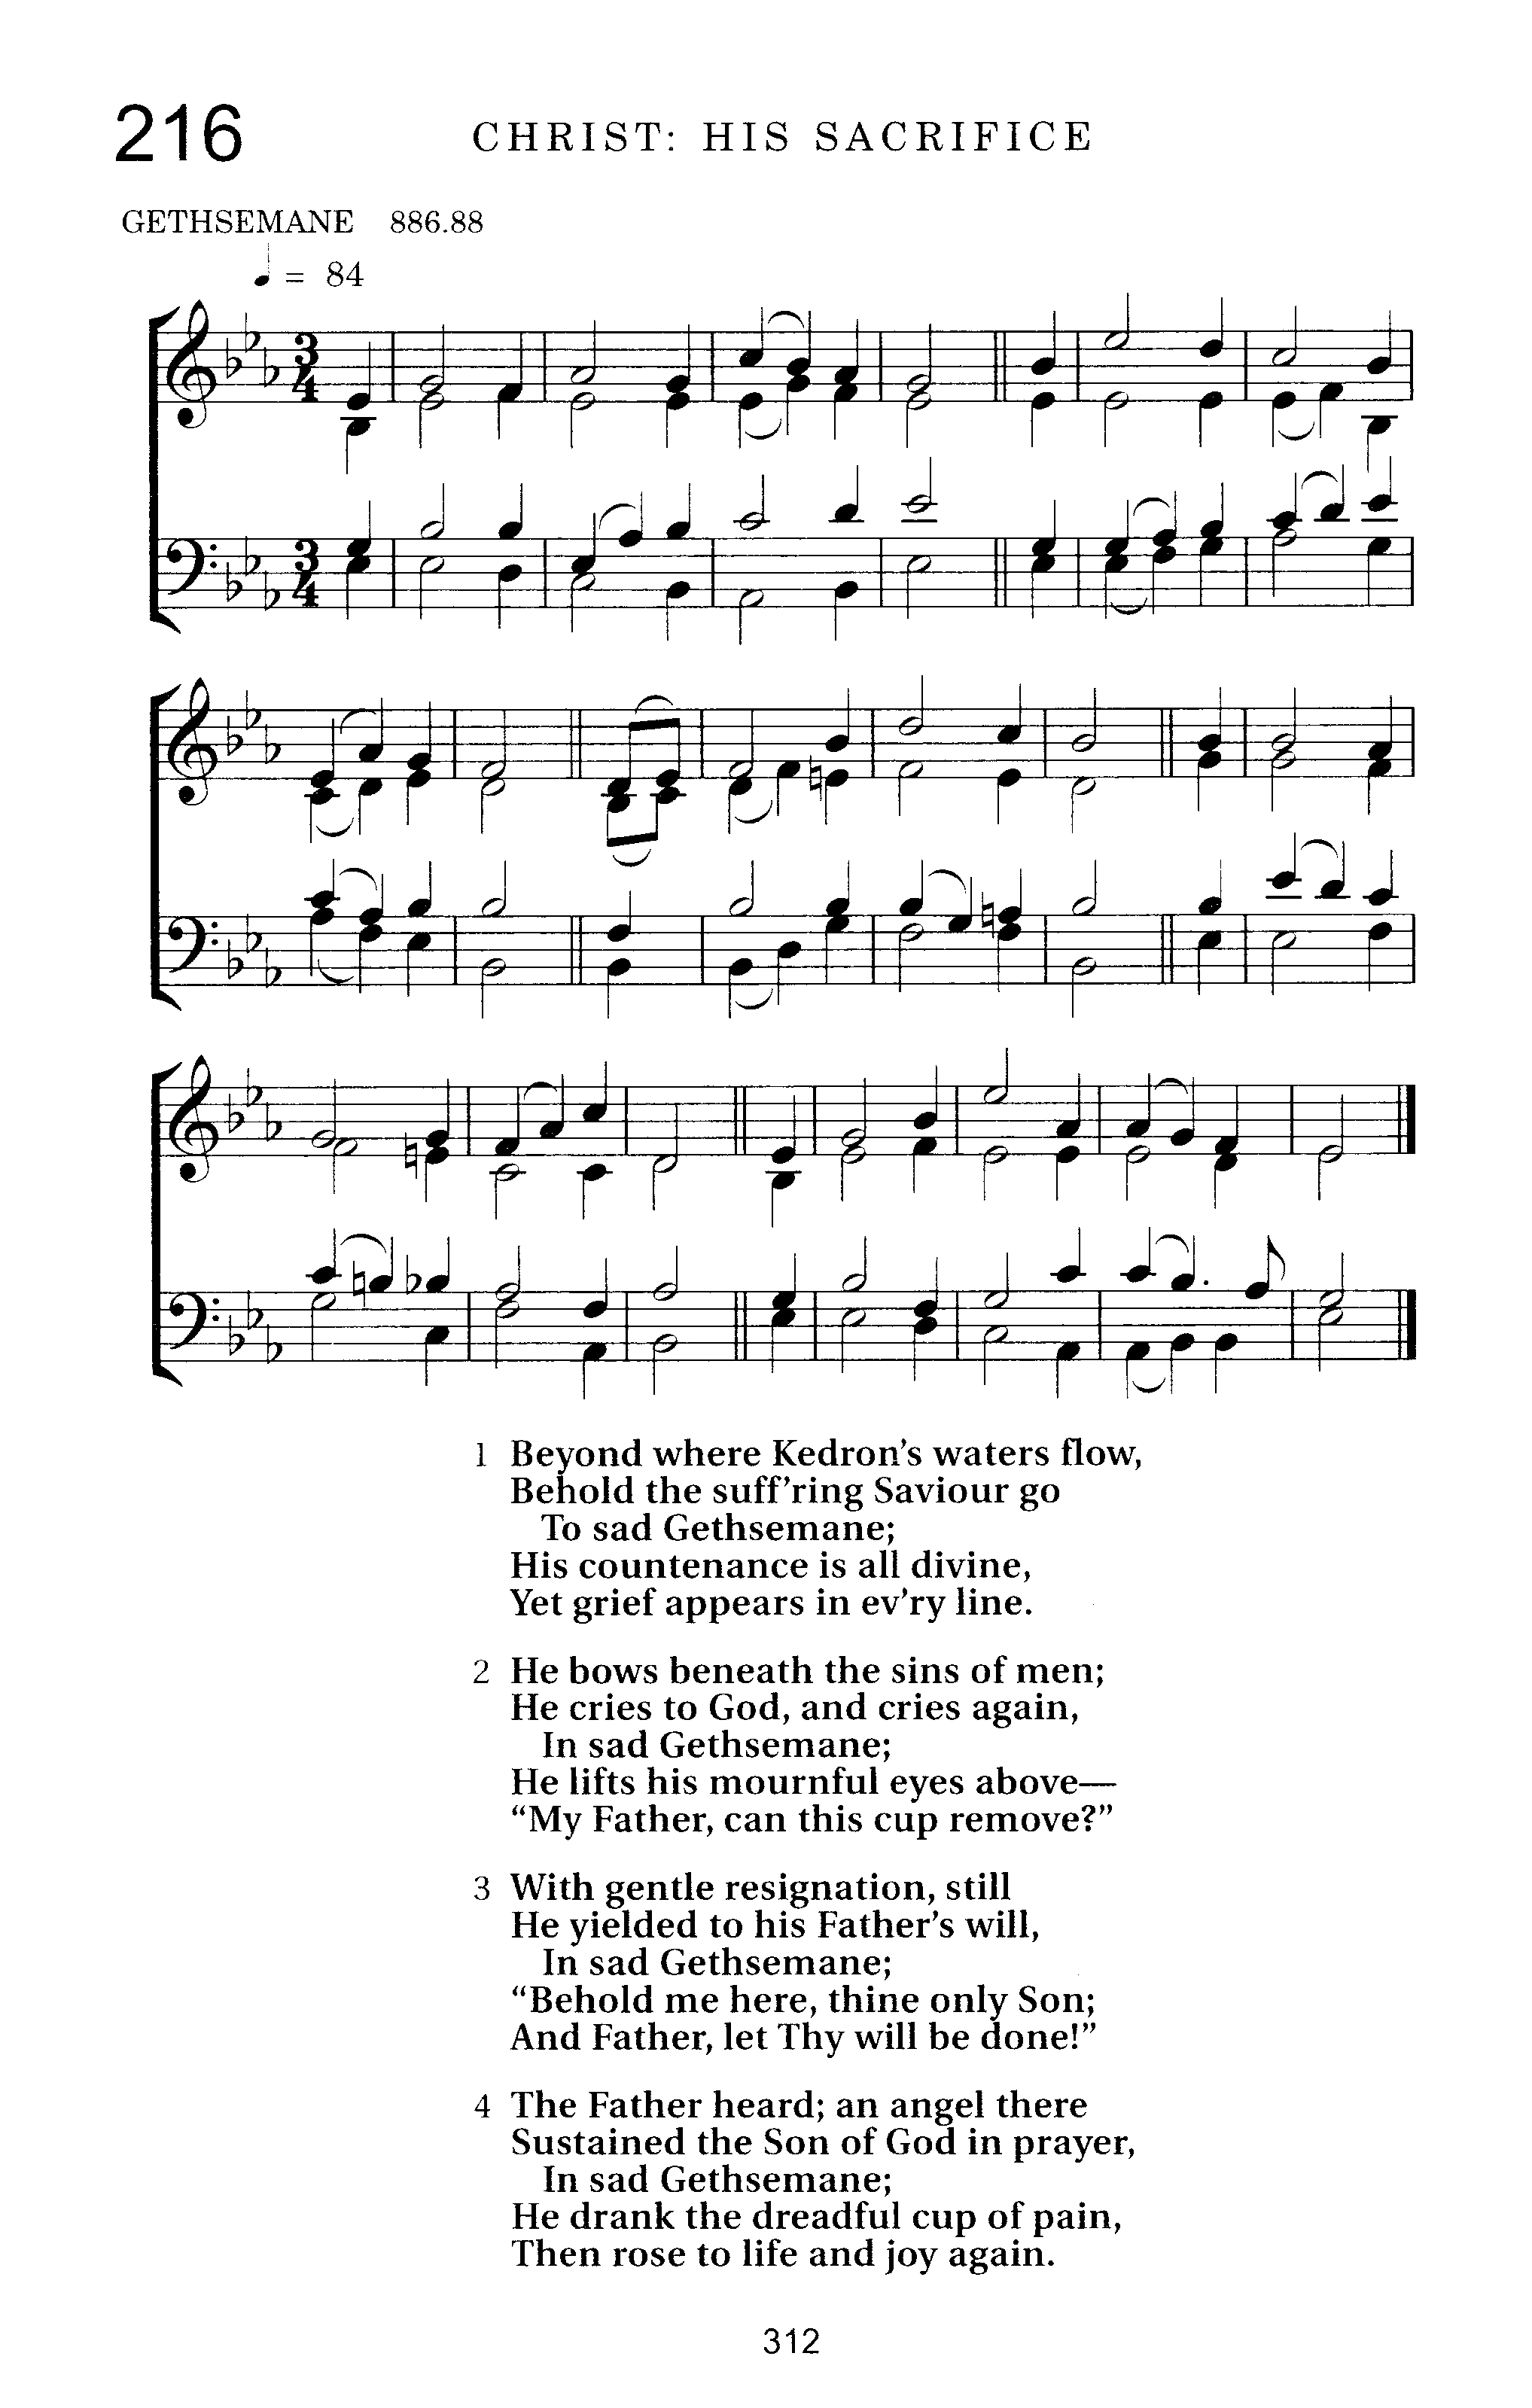 216
CHRIST: HIS SACRIFICE
GETHSEMANE 886.88
♩ = 84
3
4
3
4
1 Beyond where Kedron’s waters flow,
Behold the suff’ring Saviour go
To sad Gethsemane;
His countenance is all divine,
Yet grief appears in ev’ry line.
2 He bows beneath the sins of men;
He cries to God, and cries again,
In sad Gethsemane;
He lifts his mournful eyes above—
“My Father, can this cup remove?”
3 With gentle resignation, still
He yielded to his Father’s will,
In sad Gethsemane;
“Behold me here, thine only Son;
And Father, let Thy will be done!”
4 The Father heard; an angel there
Sustained the Son of God in prayer,
In sad Gethsemane;
He drank the dreadful cup of pain,
Then rose to life and joy again.
312